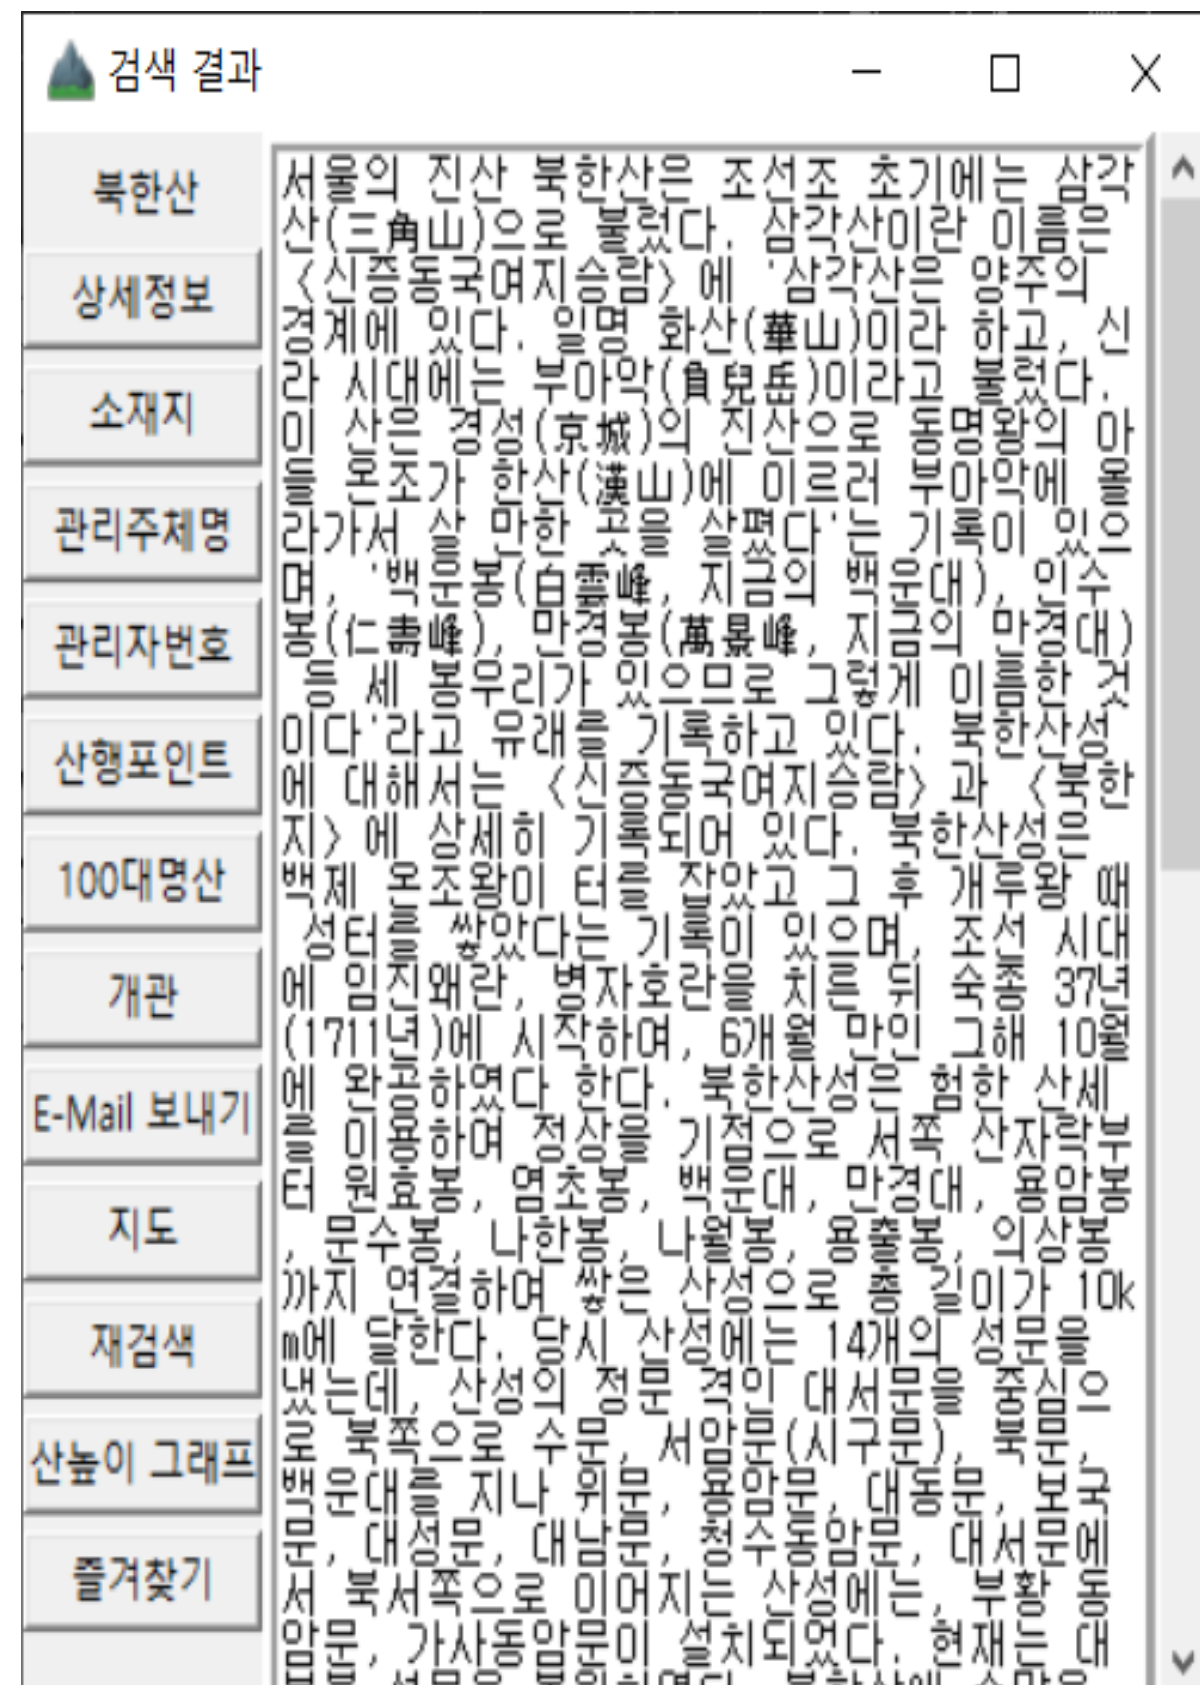 검색 결과
북한산
상세정보
소재지
관리주체명
관리자번호
산행포인트
100대명산
개관
E-Mail 보내기
지도
재검색
산높이 그래프
즐겨찾기
서울의 진산 북한산은 조선조 초기에는 삼각
산(三角山)으로 불렀다. 삼각산이란 이름은
〈신증동국여지승람〉에 '삼각산은 양주의
경계에 있다. 일명 화산(華山)이라 하고, 신
라 시대에는 부아악(負兒岳)이라고 불렀다.
이 산은 경성(京城)의 진산으로 동명왕의 아
들 온조가 한산(漢山)에 이르러 부아악에 올
라가서 살 만한 곳을 살폈다'는 기록이 있으
며, '백운봉(白雲峰, 지금의 백운대), 인수
봉(仁壽峰), 만경봉(萬景峰, 지금의 만경대)
등 세 봉우리가 있으므로 그렇게 이름한 것
이다'라고 유래를 기록하고 있다. 북한산성
에 대해서는 〈신증동국여지승람〉과 〈북한
지〉에 상세히 기록되어 있다. 북한산성은
백제 온조왕이 터를 잡았고 그 후 개루왕 때
성터를 쌓았다는 기록이 있으며, 조선 시대
에 임진왜란, 병자호란을 치른 뒤 숙종 37년
(1711년)에 시작하여, 6개월 만인 그해 10월
에 완공하였다 한다. 북한산성은 험한 산세
를 이용하여 정상을 기점으로 서쪽 산자락부
터 원효봉, 염초봉, 백운대, 만경대, 용암봉
, 문수봉, 나한봉, 나월봉, 용출봉, 의상봉
까지 연결하여 쌓은 산성으로 총 길이가 10k
m에 달한다. 당시 산성에는 14개의 성문을
냈는데, 산성의 정문 격인 대서문을 중심으
로 북쪽으로 수문, 서암문(시구문), 북문,
백운대를 지나 위문, 용암문, 대동문, 보국
문, 대성문, 대남문, 청수동암문, 대서문에
서 북서쪽으로 이어지는 산성에는, 부황 동
암문, 가사동암문이 설치되었다. 현재는 대